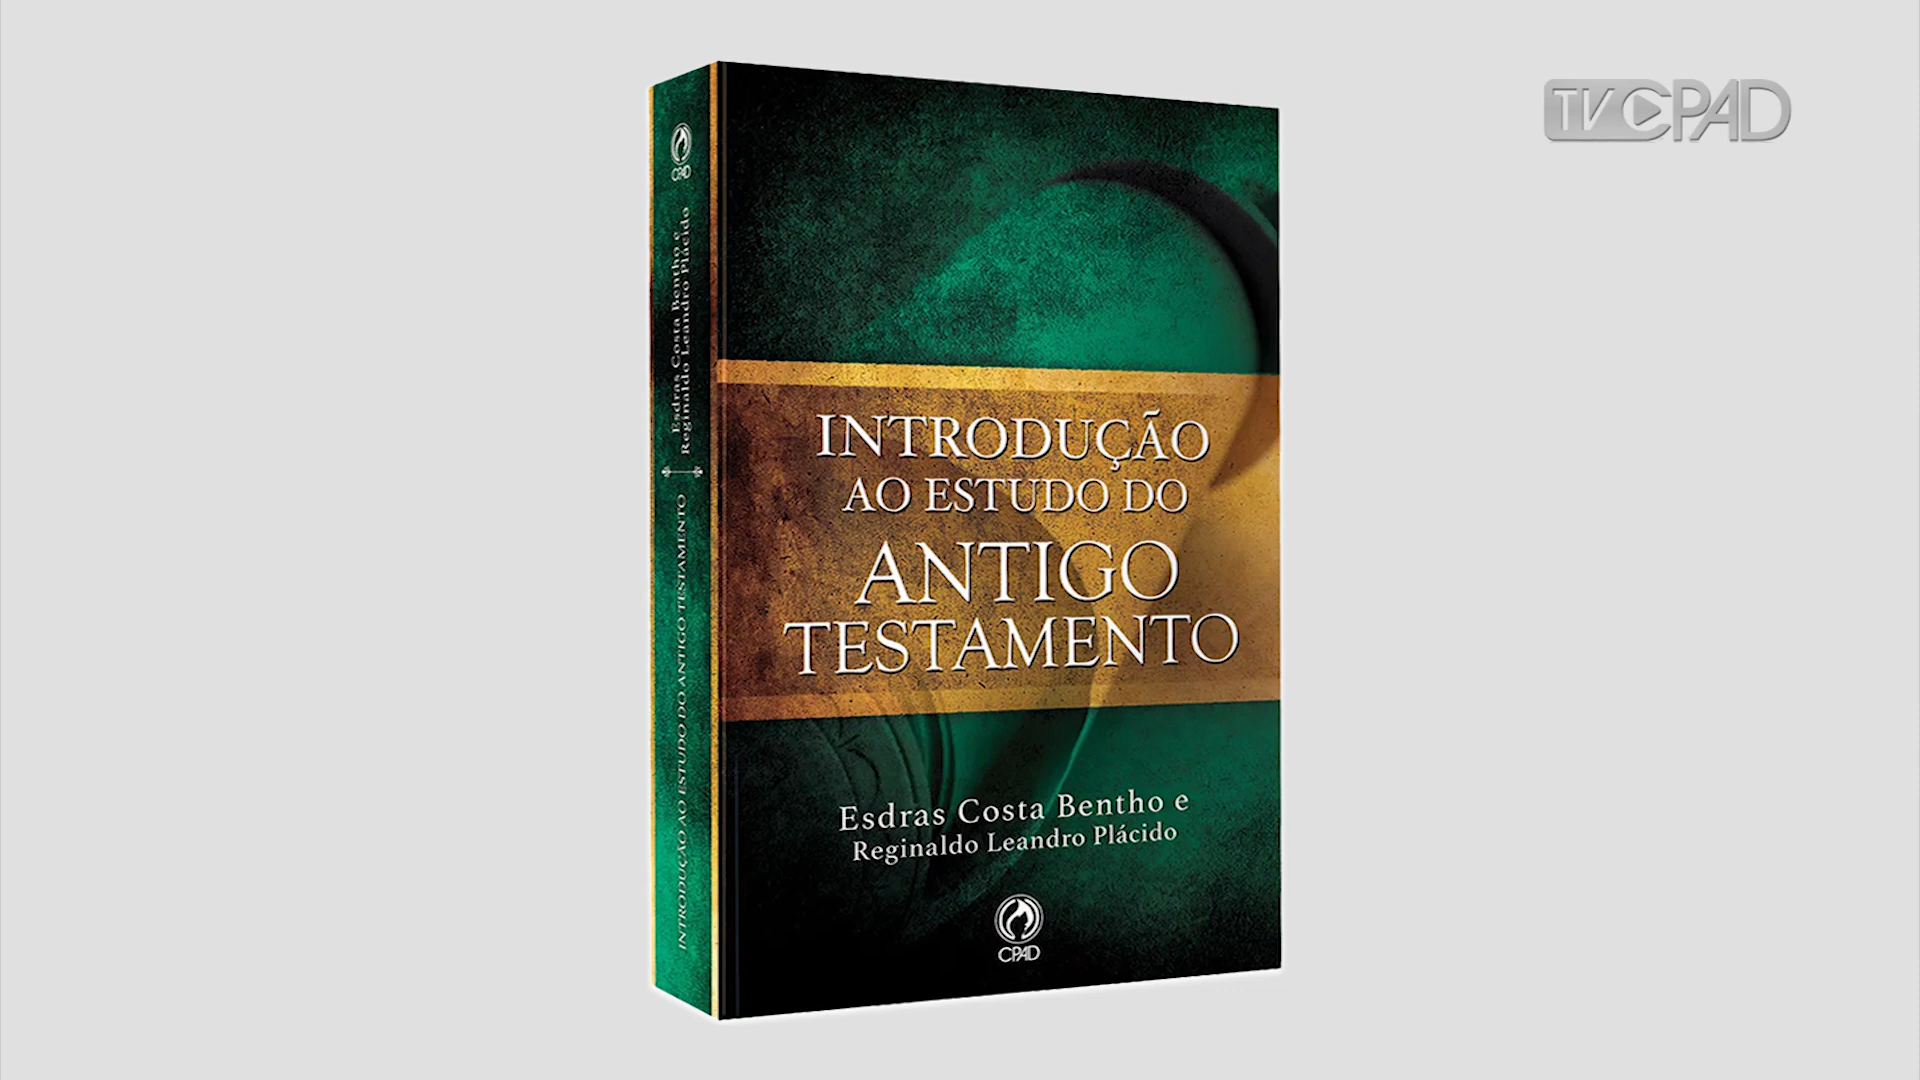 TVCPAD
CPAD
Esdras Costa Bentho e
Reginaldo Leandro Plácido
INTRODUÇÃO AO ESTUDO DO ANTIGO TESTAMENTO
INTRODUÇÃO
AO ESTUDO DO
ANTIGO
TESTAMENTO
Esdras Costa Bentho e
Reginaldo Leandro Plácido
CPAD